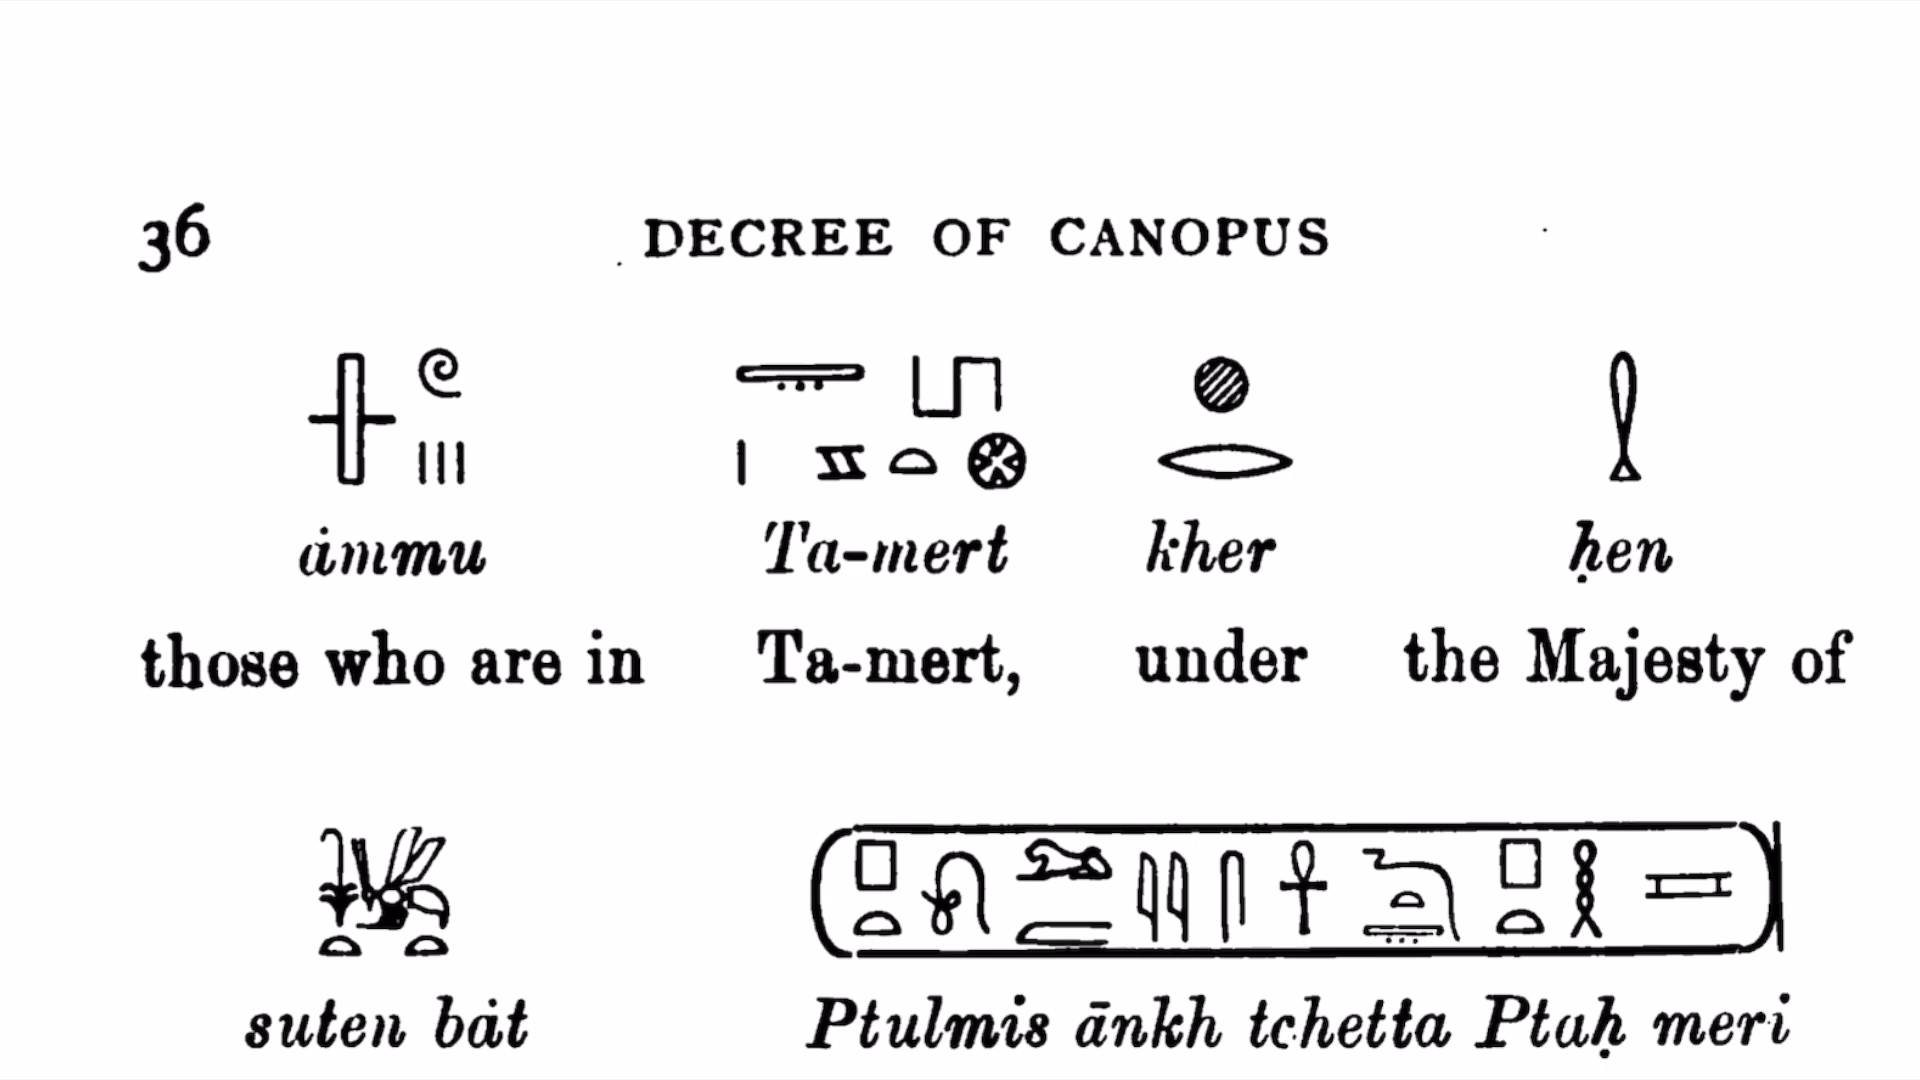 36 DECREE OF CANOPUS
ȧmmu Ta-mert kher ḥen
those who are in Ta-mert, under the Majesty of
suten bȧt Ptulmis ānkh tchetta Ptaḥ meri